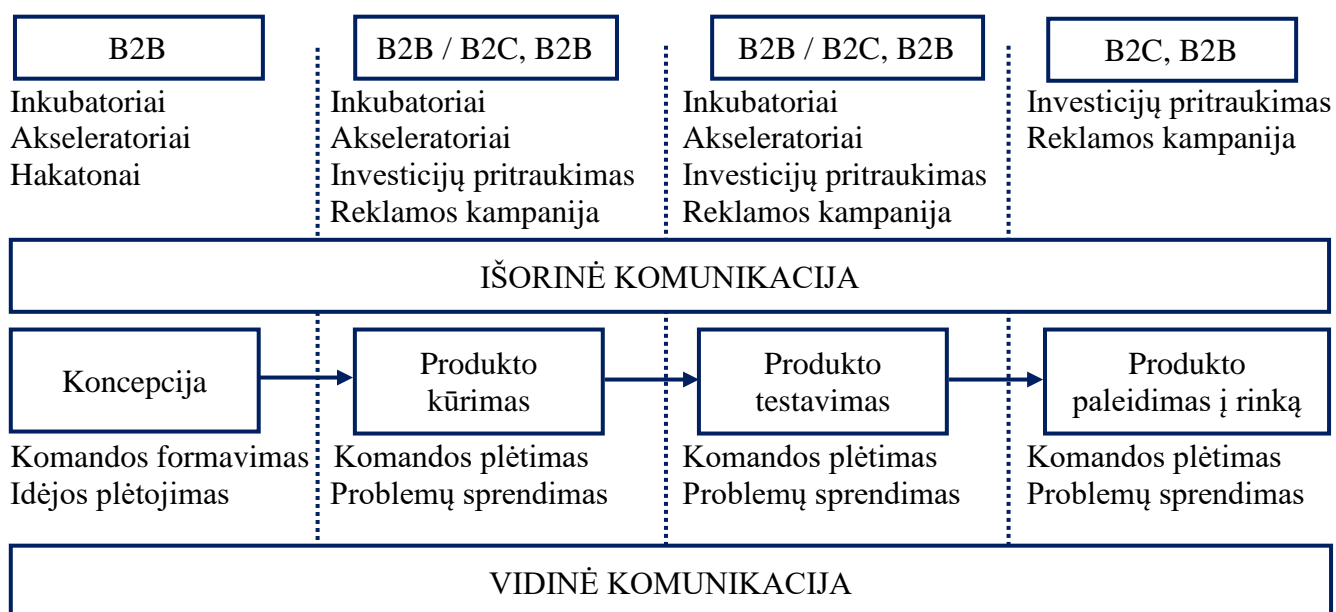 B2B
B2B / B2C, B2B
B2B / B2C, B2B
B2C, B2B
Inkubatoriai
Akseleratoriai
Hakatonai
Inkubatoriai
Akseleratoriai
Investicijų pritraukimas
Reklamos kampanija
Inkubatoriai
Akseleratoriai
Investicijų pritraukimas
Reklamos kampanija
Investicijų pritraukimas
Reklamos kampanija
IŠORINĖ KOMUNIKACIJA
Koncepcija
Produkto
kūrimas
Produkto
testavimas
Produkto
paleidimas į rinką
Komandos formavimas
Idėjos plėtojimas
Komandos plėtimas
Problemų sprendimas
Komandos plėtimas
Problemų sprendimas
Komandos plėtimas
Problemų sprendimas
VIDINĖ KOMUNIKACIJA